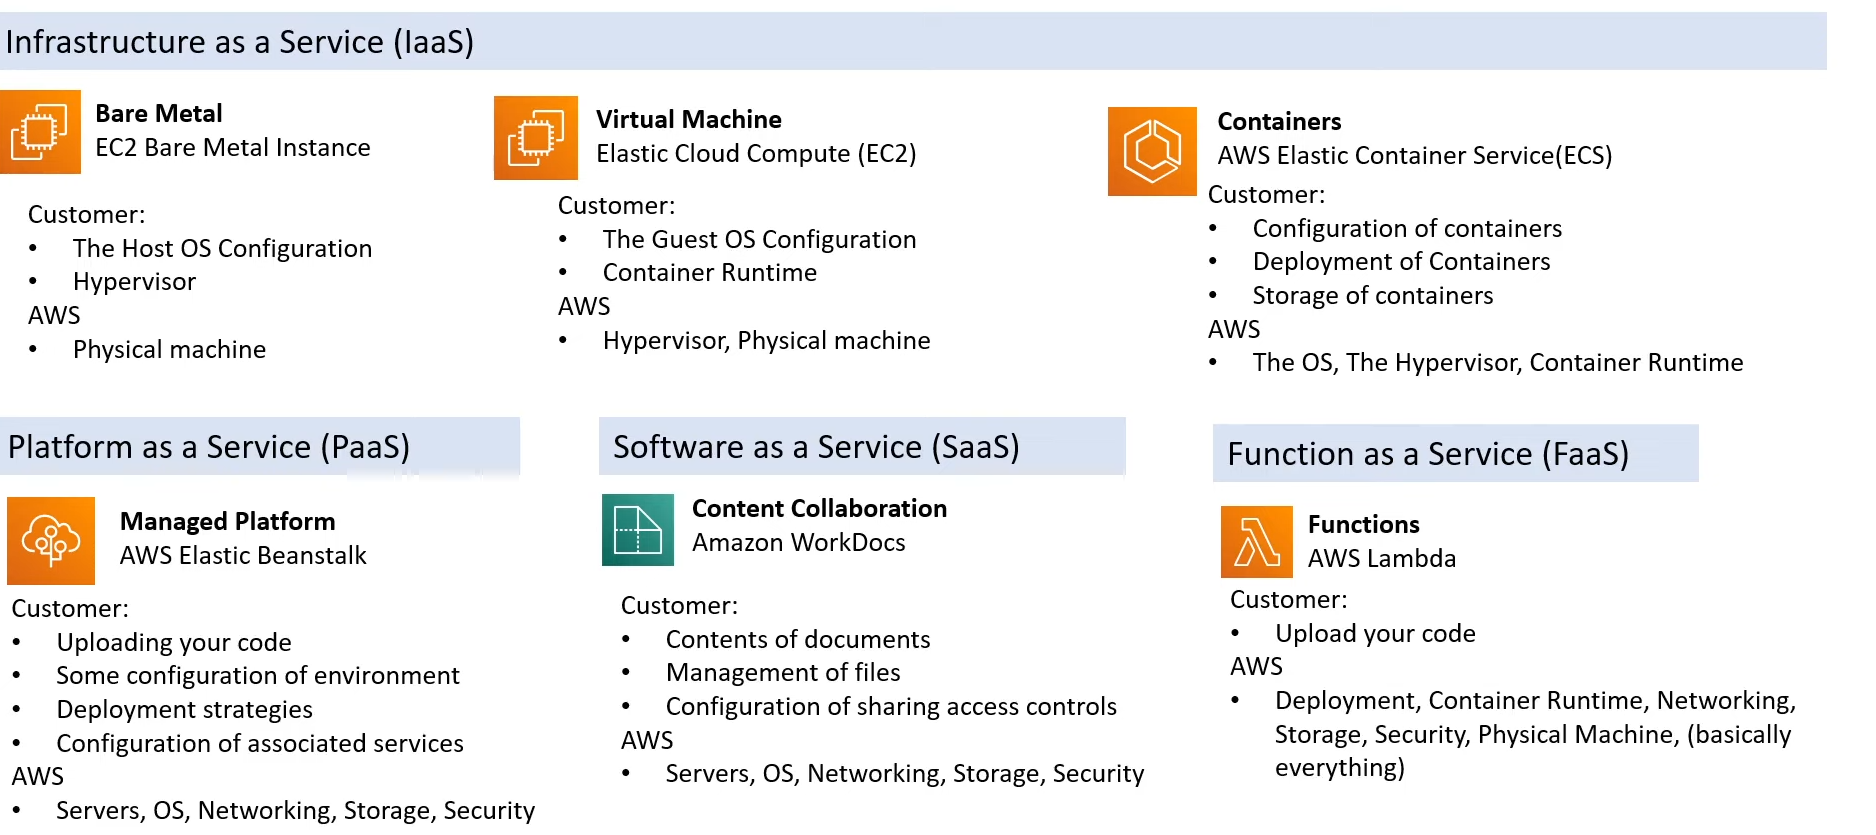 Infrastructure as a Service (IaaS)
Bare Metal
EC2 Bare Metal Instance
Customer:
• The Host OS Configuration
• Hypervisor
AWS
• Physical machine
Virtual Machine
Elastic Cloud Compute (EC2)
Customer:
• The Guest OS Configuration
• Container Runtime
AWS
• Hypervisor, Physical machine
Containers
AWS Elastic Container Service(ECS)
Customer:
• Configuration of containers
• Deployment of Containers
• Storage of containers
AWS
• The OS, The Hypervisor, Container Runtime
Platform as a Service (PaaS)
Managed Platform
AWS Elastic Beanstalk
Customer:
• Uploading your code
• Some configuration of environment
• Deployment strategies
• Configuration of associated services
AWS
• Servers, OS, Networking, Storage, Security
Software as a Service (SaaS)
Content Collaboration
Amazon WorkDocs
Customer:
• Contents of documents
• Management of files
• Configuration of sharing access controls
AWS
• Servers, OS, Networking, Storage, Security
Function as a Service (FaaS)
Functions
AWS Lambda
Customer:
• Upload your code
AWS
• Deployment, Container Runtime, Networking,
Storage, Security, Physical Machine, (basically
everything)